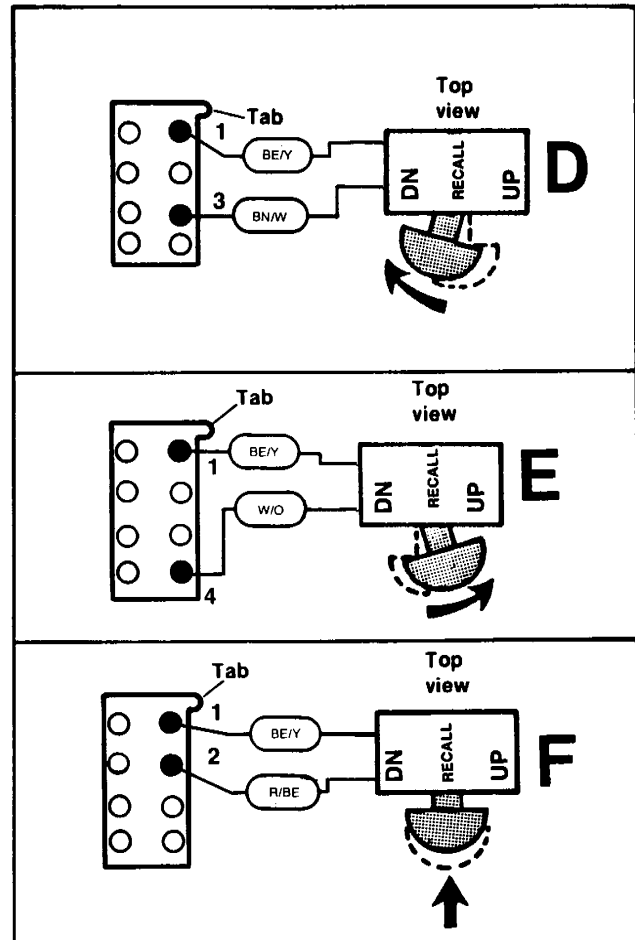 Top
view
Tab
1
BE/Y
DN
RECALL
UP
D
3
BN/W
Tab
Top
view
1
BE/Y
DN
RECALL
UP
E
W/O
4
Tab
Top
view
1
BE/Y
DN
RECALL
UP
F
2
R/BE